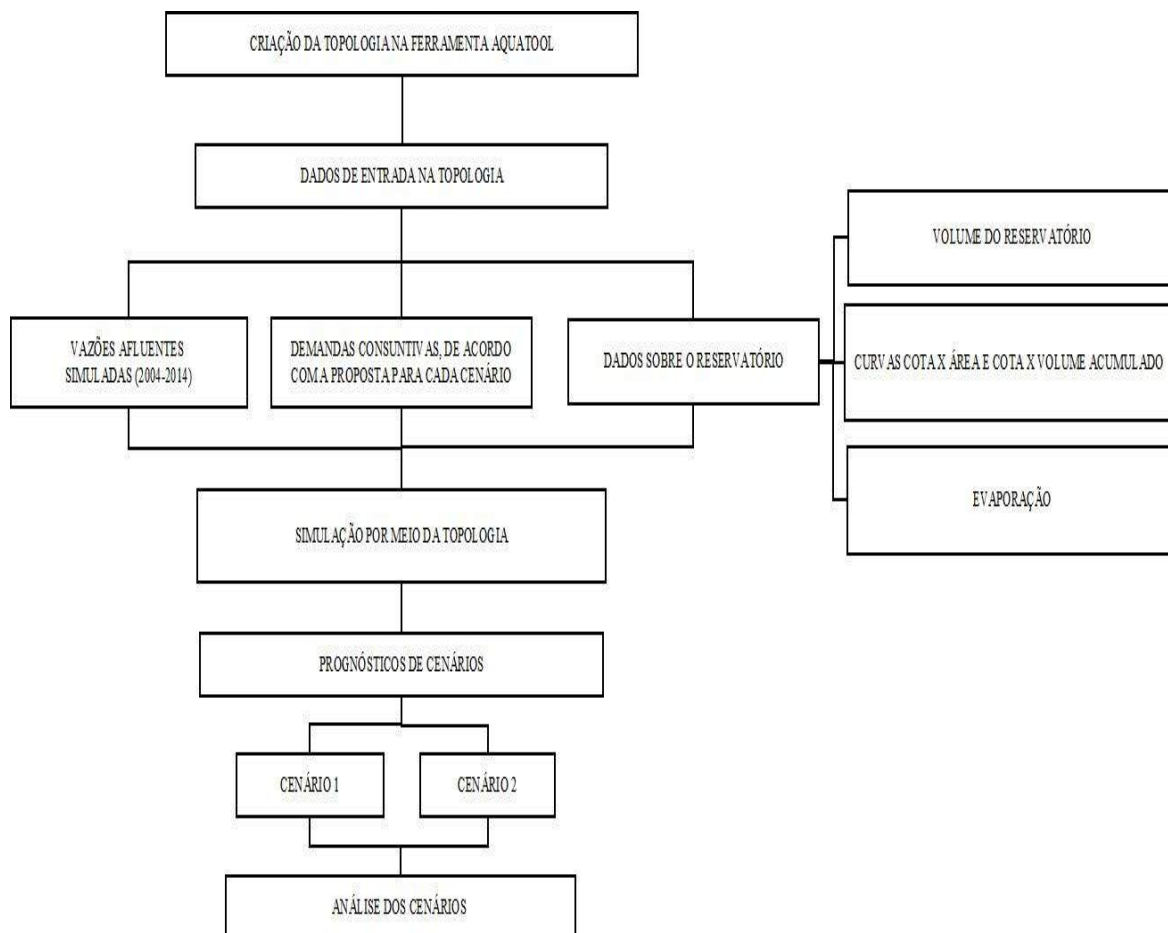 CRIAÇÃO DA TOPOLOGIA NA FERRAMENTA AQUATOOL
DADOS DE ENTRADA NA TOPOLOGIA
VAZÕES AFLUENTES
SIMULADAS (2004-2014)
DEMANDAS CONSUNTIVAS, DE ACORDO
COM A PROPOSTA PARA CADA CENÁRIO
DADOS SOBRE O RESERVATÓRIO
VOLUME DO RESERVATÓRIO
CURVAS COTA X ÁREA E COTA X VOLUME ACUMULADO
EVAPORAÇÃO
SIMULAÇÃO POR MEIO DA TOPOLOGIA
PROGNÓSTICOS DE CENÁRIOS
CENÁRIO 1
CENÁRIO 2
ANÁLISE DOS CENÁRIOS